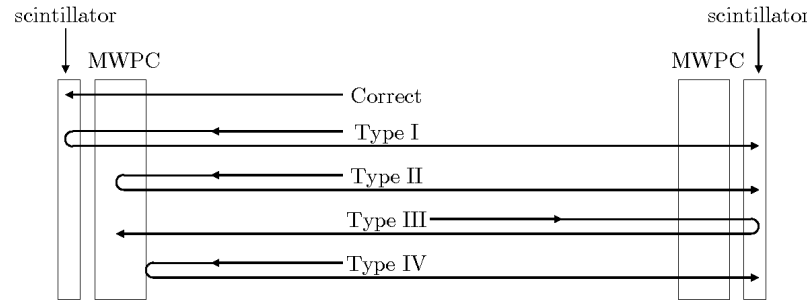 scintillator scintillator
MWPC MWPC
Correct
Type I
Type II
Type III
Type IV